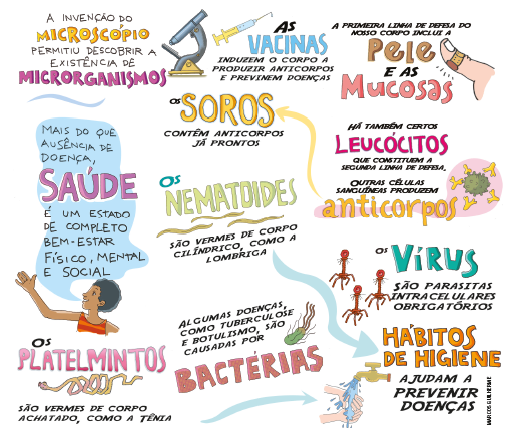 A INVENÇÃO DO
MICROSCÓPIO
PERMITIU DESCOBRIR A
EXISTÊNCIA DE
MICRORGANISMOS
AS
VACINAS
INDUZEM O CORPO A
PRODUZIR ANTICORPOS
E PREVINEM DOENÇAS
A PRIMEIRA LINHA DE DEFESA DO
NOSSO CORPO INCLUI A
PELE
E AS
MUCOSAS
OS
SOROS
CONTÊM ANTICORPOS
JÁ PRONTOS
HÁ TAMBÉM CERTOS
LEUCÓCITOS
QUE CONSTITUEM A
SEGUNDA LINHA DE DEFESA.
OUTRAS CÉLULAS
SANGUÍNEAS PRODUZEM
anticorpos
MAIS DO QUE
AUSÊNCIA DE
DOENÇA,
SAÚDE
É UM ESTADO
DE COMPLETO
BEM-ESTAR
FÍSICO, MENTAL
E SOCIAL
OS
NEMATOIDES
SÃO VERMES DE CORPO
CILÍNDRICO, COMO A
LOMBRIGA
OS
VÍRUS
SÃO PARASITAS
INTRACELULARES
OBRIGATÓRIOS
OS
PLATELMINTOS
SÃO VERMES DE CORPO
ACHATADO, COMO A TÊNIA
ALGUMAS DOENÇAS,
COMO TUBERCULOSE
E BOTULISMO, SÃO
CAUSADAS POR
BACTÉRIAS
HÁBITOS
DE HIGIENE
AJUDAM A
PREVENIR
DOENÇAS
MARCOS GUILHERME